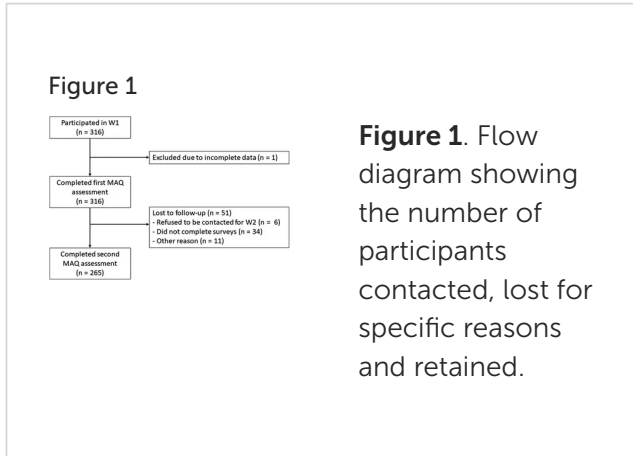 Figure 1
Participated in W1
(n = 316)
Excluded due to incomplete data (n = 1)
Completed first MAQ
assessment
(n = 316)
Lost to follow-up (n = 51)
- Refused to be contacted for W2 (n = 6)
- Did not complete surveys (n = 34)
- Other reason (n = 11)
Completed second
MAQ assessment
(n = 265)
Figure 1. Flow
diagram showing
the number of
participants
contacted, lost for
specific reasons
and retained.